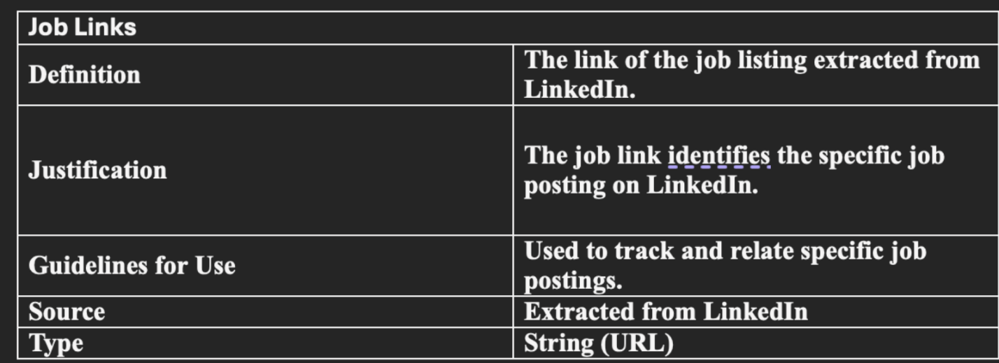 Job Links
Definition
The link of the job listing extracted from
LinkedIn.
Justification
The job link identifies the specific job
posting on LinkedIn.
Guidelines for Use
Used to track and relate specific job
postings.
Source
Extracted from LinkedIn
Type
String (URL)